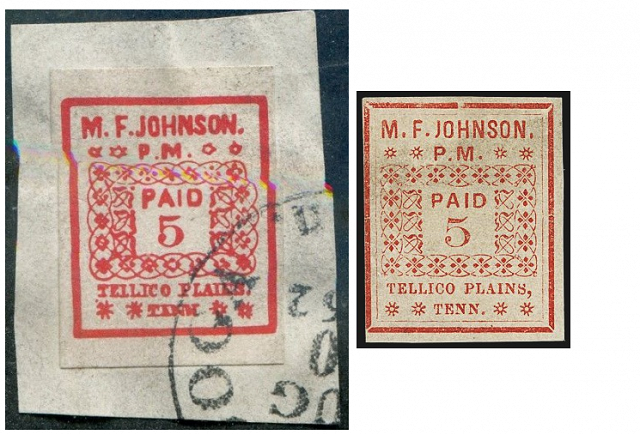 M. F. JOHNSON.
P. M.
PAID
5
TELLICO PLAINS,
TENN.
M. F. JOHNSON.
P. M.
PAID
5
TELLICO PLAINS,
TENN.